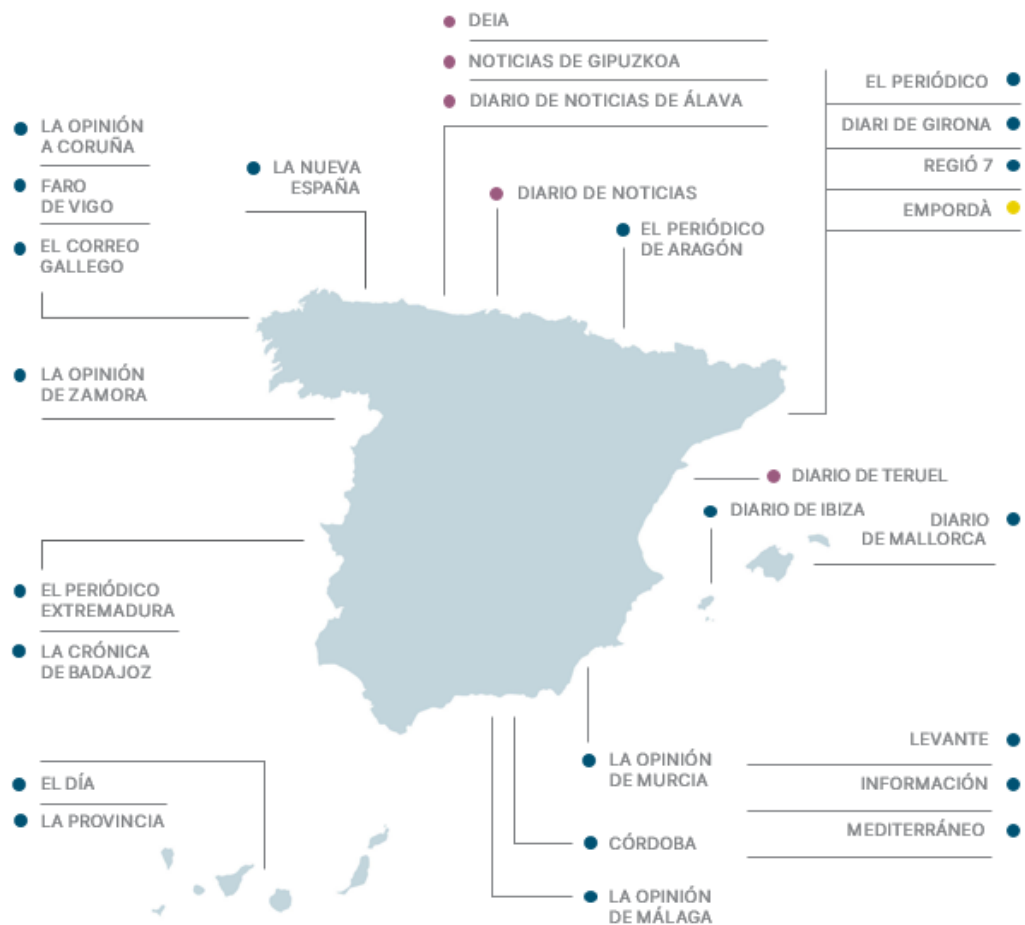 DEIA
NOTICIAS DE GIPUZKOA
DIARIO DE NOTICIAS DE ÁLAVA
EL PERIÓDICO
DIARI DE GIRONA
REGIÓ 7
EMPORDÀ
LA OPINIÓN
A CORUÑA
FARO
DE VIGO
EL CORREO
GALLEGO
LA NUEVA
ESPAÑA
DIARIO DE NOTICIAS
EL PERIÓDICO
DE ARAGÓN
LA OPINIÓN
DE ZAMORA
DIARIO DE TERUEL
DIARIO DE IBIZA
DIARIO
DE MALLORCA
EL PERIÓDICO
EXTREMADURA
LA CRÓNICA
DE BADAJOZ
EL DÍA
LA PROVINCIA
LA OPINIÓN
DE MURCIA
CÓRDOBA
LA OPINIÓN
DE MÁLAGA
LEVANTE
INFORMACIÓN
MEDITERRÁNEO